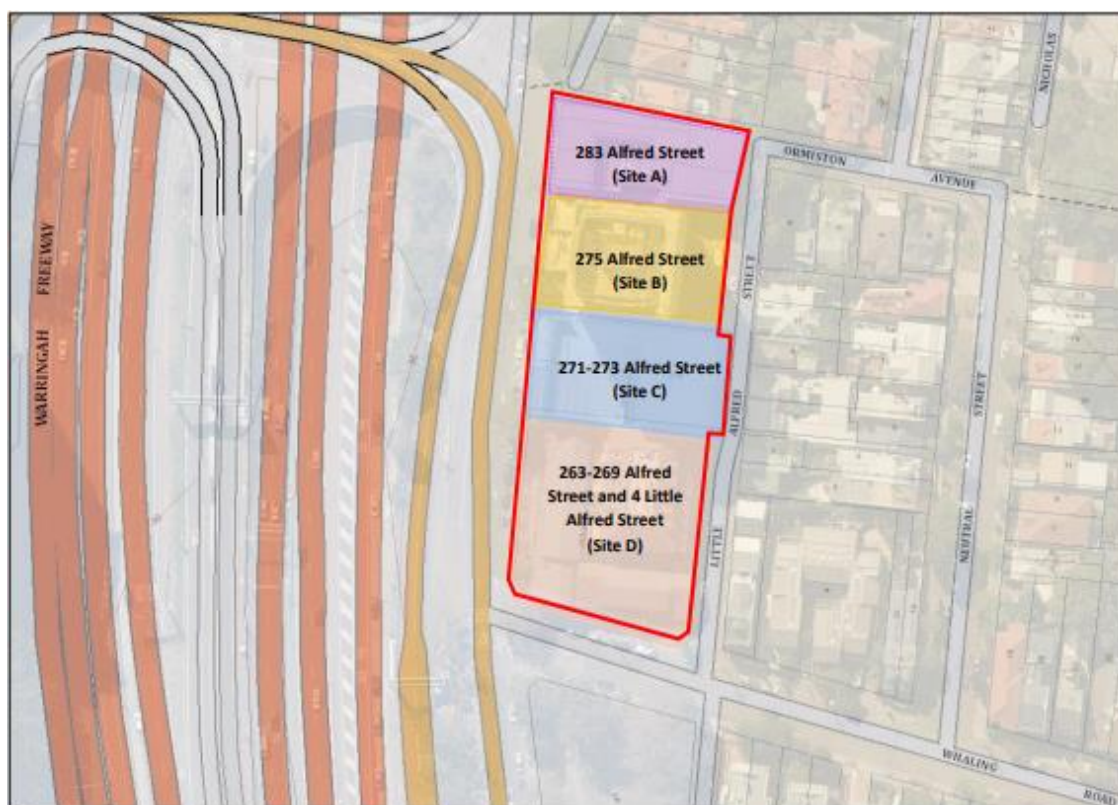 283 Alfred Street
(Site A)
275 Alfred Street
(Site B)
271-273 Alfred Street
(Site C)
263-269 Alfred
Street and 4 Little
Alfred Street
(Site D)
WARRINGAH FREEWAY
ORMISTON AVENUE
NICHOLAS
LITTLE ALFRED STREET
NEUTRAL STREET
WHALING ROAD